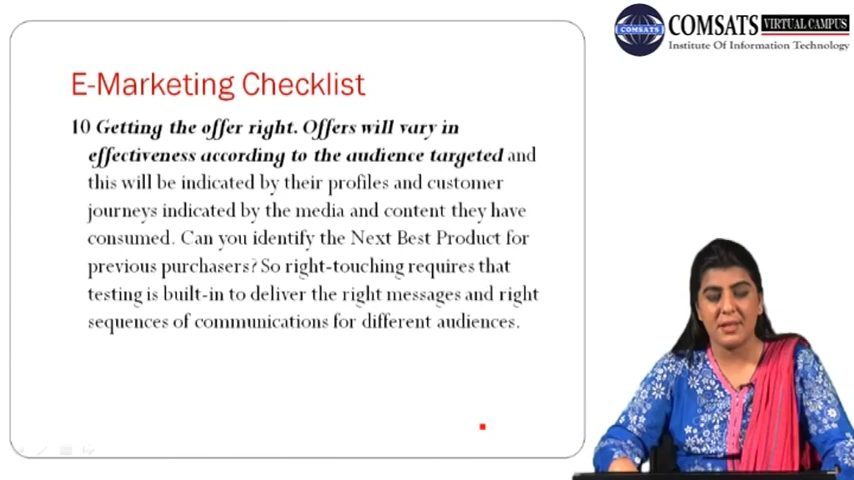 COMSATS VIRTUAL CAMPUS
Institute Of Information Technology
COMSATS
E-Marketing Checklist
10 Getting the offer right. Offers will vary in
effectiveness according to the audience targeted and
this will be indicated by their profiles and customer
journeys indicated by the media and content they have
consumed. Can you identify the Next Best Product for
previous purchasers? So right-touching requires that
testing is built-in to deliver the right messages and right
sequences of communications for different audiences.